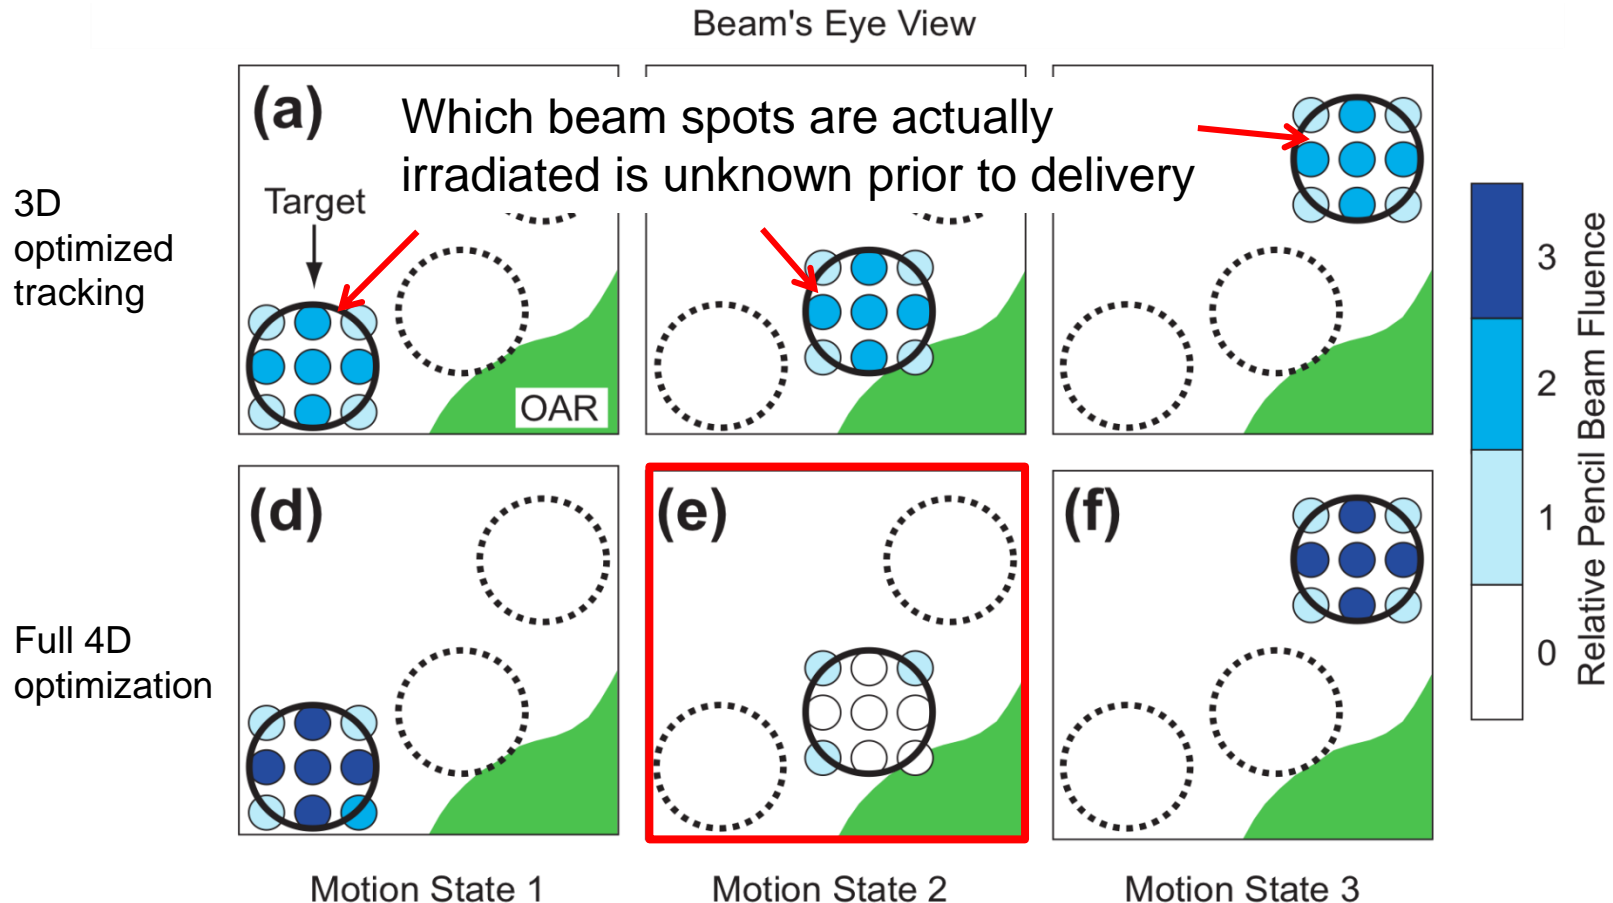 Beam's Eye View
(a)
Which beam spots are actually
irradiated is unknown prior to delivery
3D
optimized
tracking
Target
OAR
Full 4D
optimization
(d)
(e)
(f)
3
2
1
0
Relative Pencil Beam Fluence
Motion State 1
Motion State 2
Motion State 3